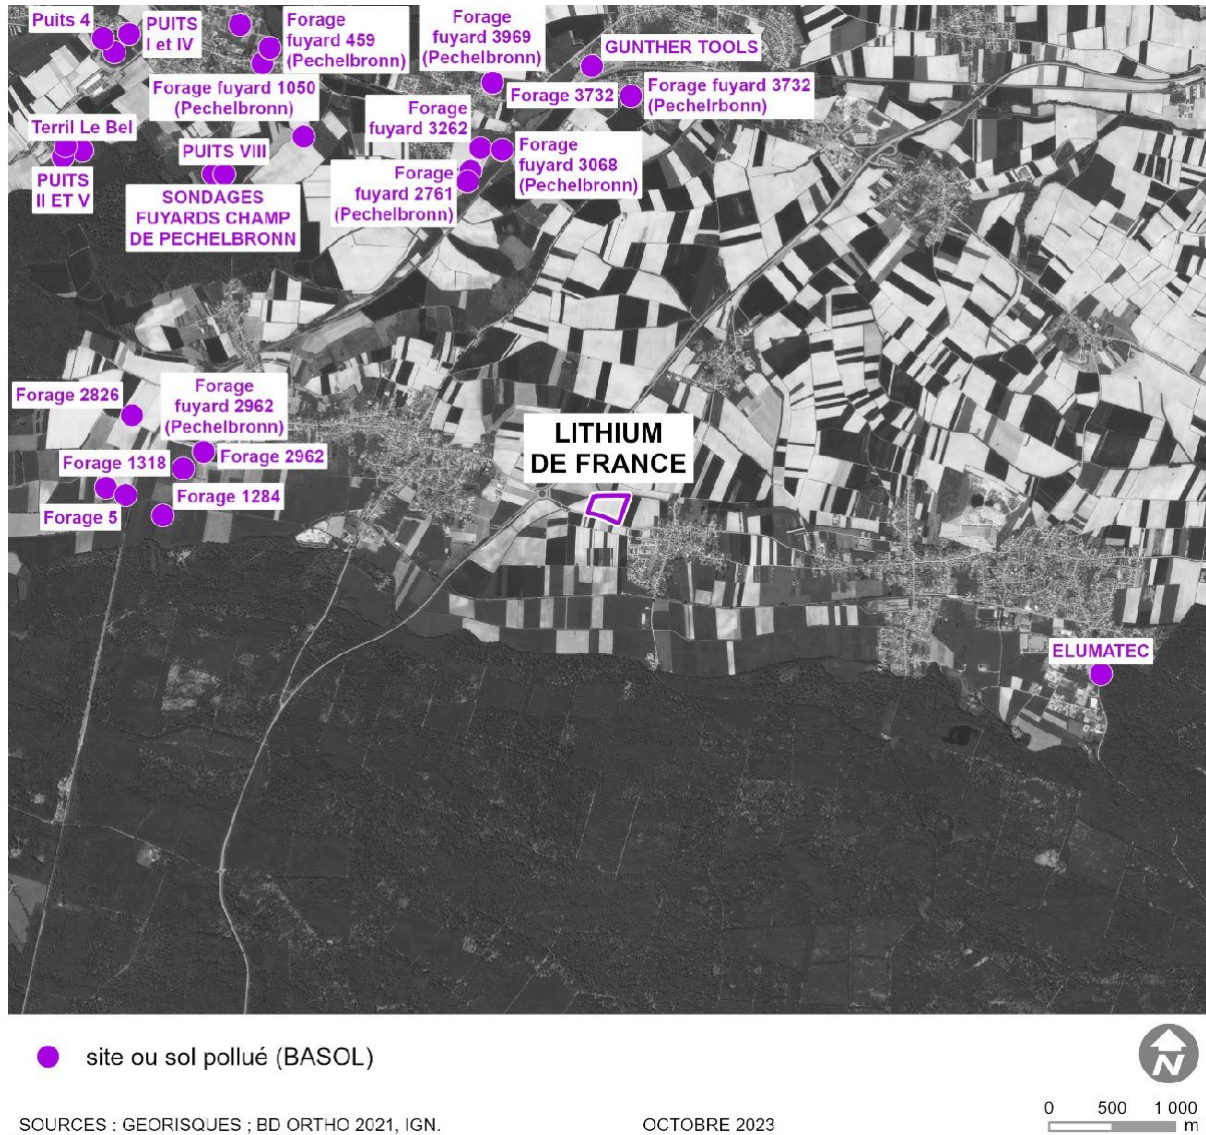 Puits 4
PUITS
I et IV
Forage
fuyard 459
(Pechelbronn)
Forage
fuyard 3969
(Pechelbronn)
GUNTHER TOOLS
Forage fuyard 1050
(Pechelbronn)
Forage 3732
Forage fuyard 3732
(Pechelrbonn)
Forage
fuyard 3262
Terril Le Bel
PUITS VIII
Forage
fuyard 3068
(Pechelbronn)
Forage
fuyard 2761
(Pechelbronn)
PUITS
II ET V
SONDAGES
FUYARDS CHAMP
DE PECHELBRONN
Forage 2826
Forage
fuyard 2962
(Pechelbronn)
Forage 1318
Forage 2962
LITHIUM
DE FRANCE
Forage 5
Forage 1284
ELUMATEC
site ou sol pollué (BASOL)
N
SOURCES : GEORISQUES ; BD ORTHO 2021, IGN.
OCTOBRE 2023
0 500 1 000
m